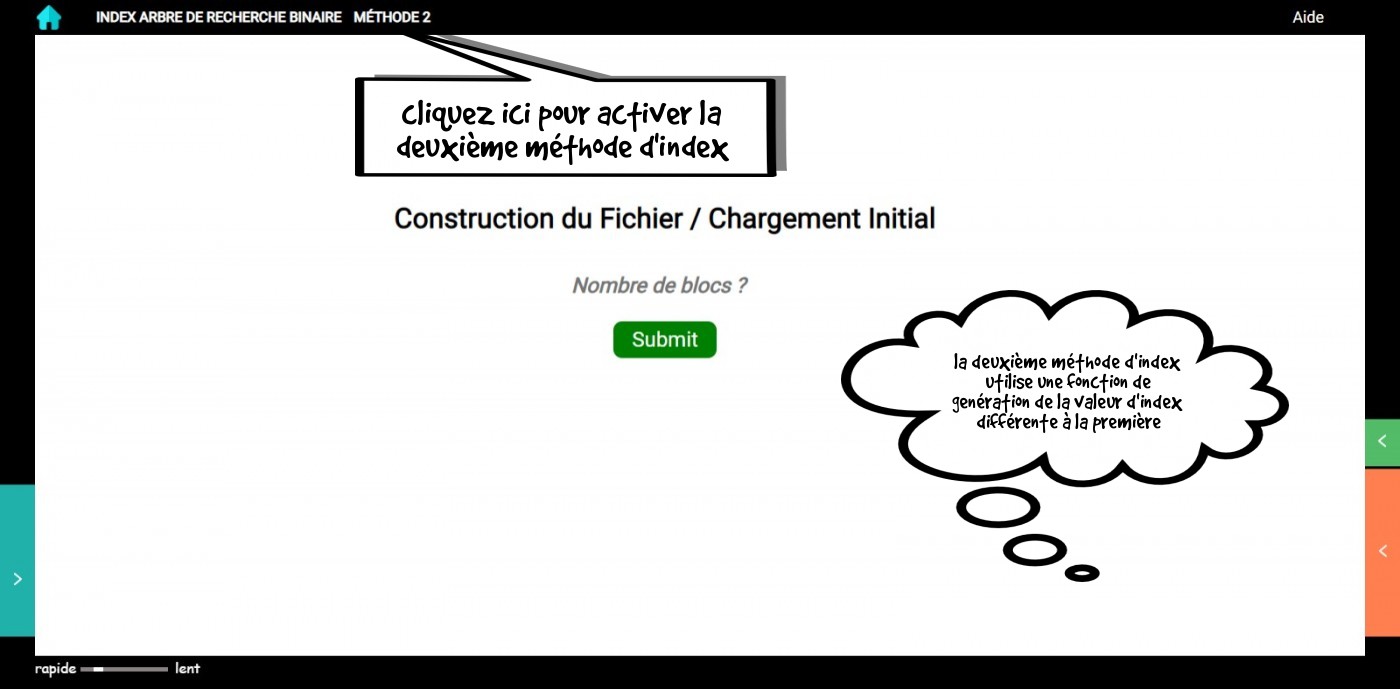 INDEX ARBRE DE RECHERCHE BINAIRE MÉTHODE 2 Aide
Cliquez ici pour activer la
deuxième méthode d'index
Construction du Fichier / Chargement Initial
Nombre de blocs ?
Submit
la deuxième méthode d'index
utilise une fonction de
genération de la valeur d'index
différente à la première
rapide lent